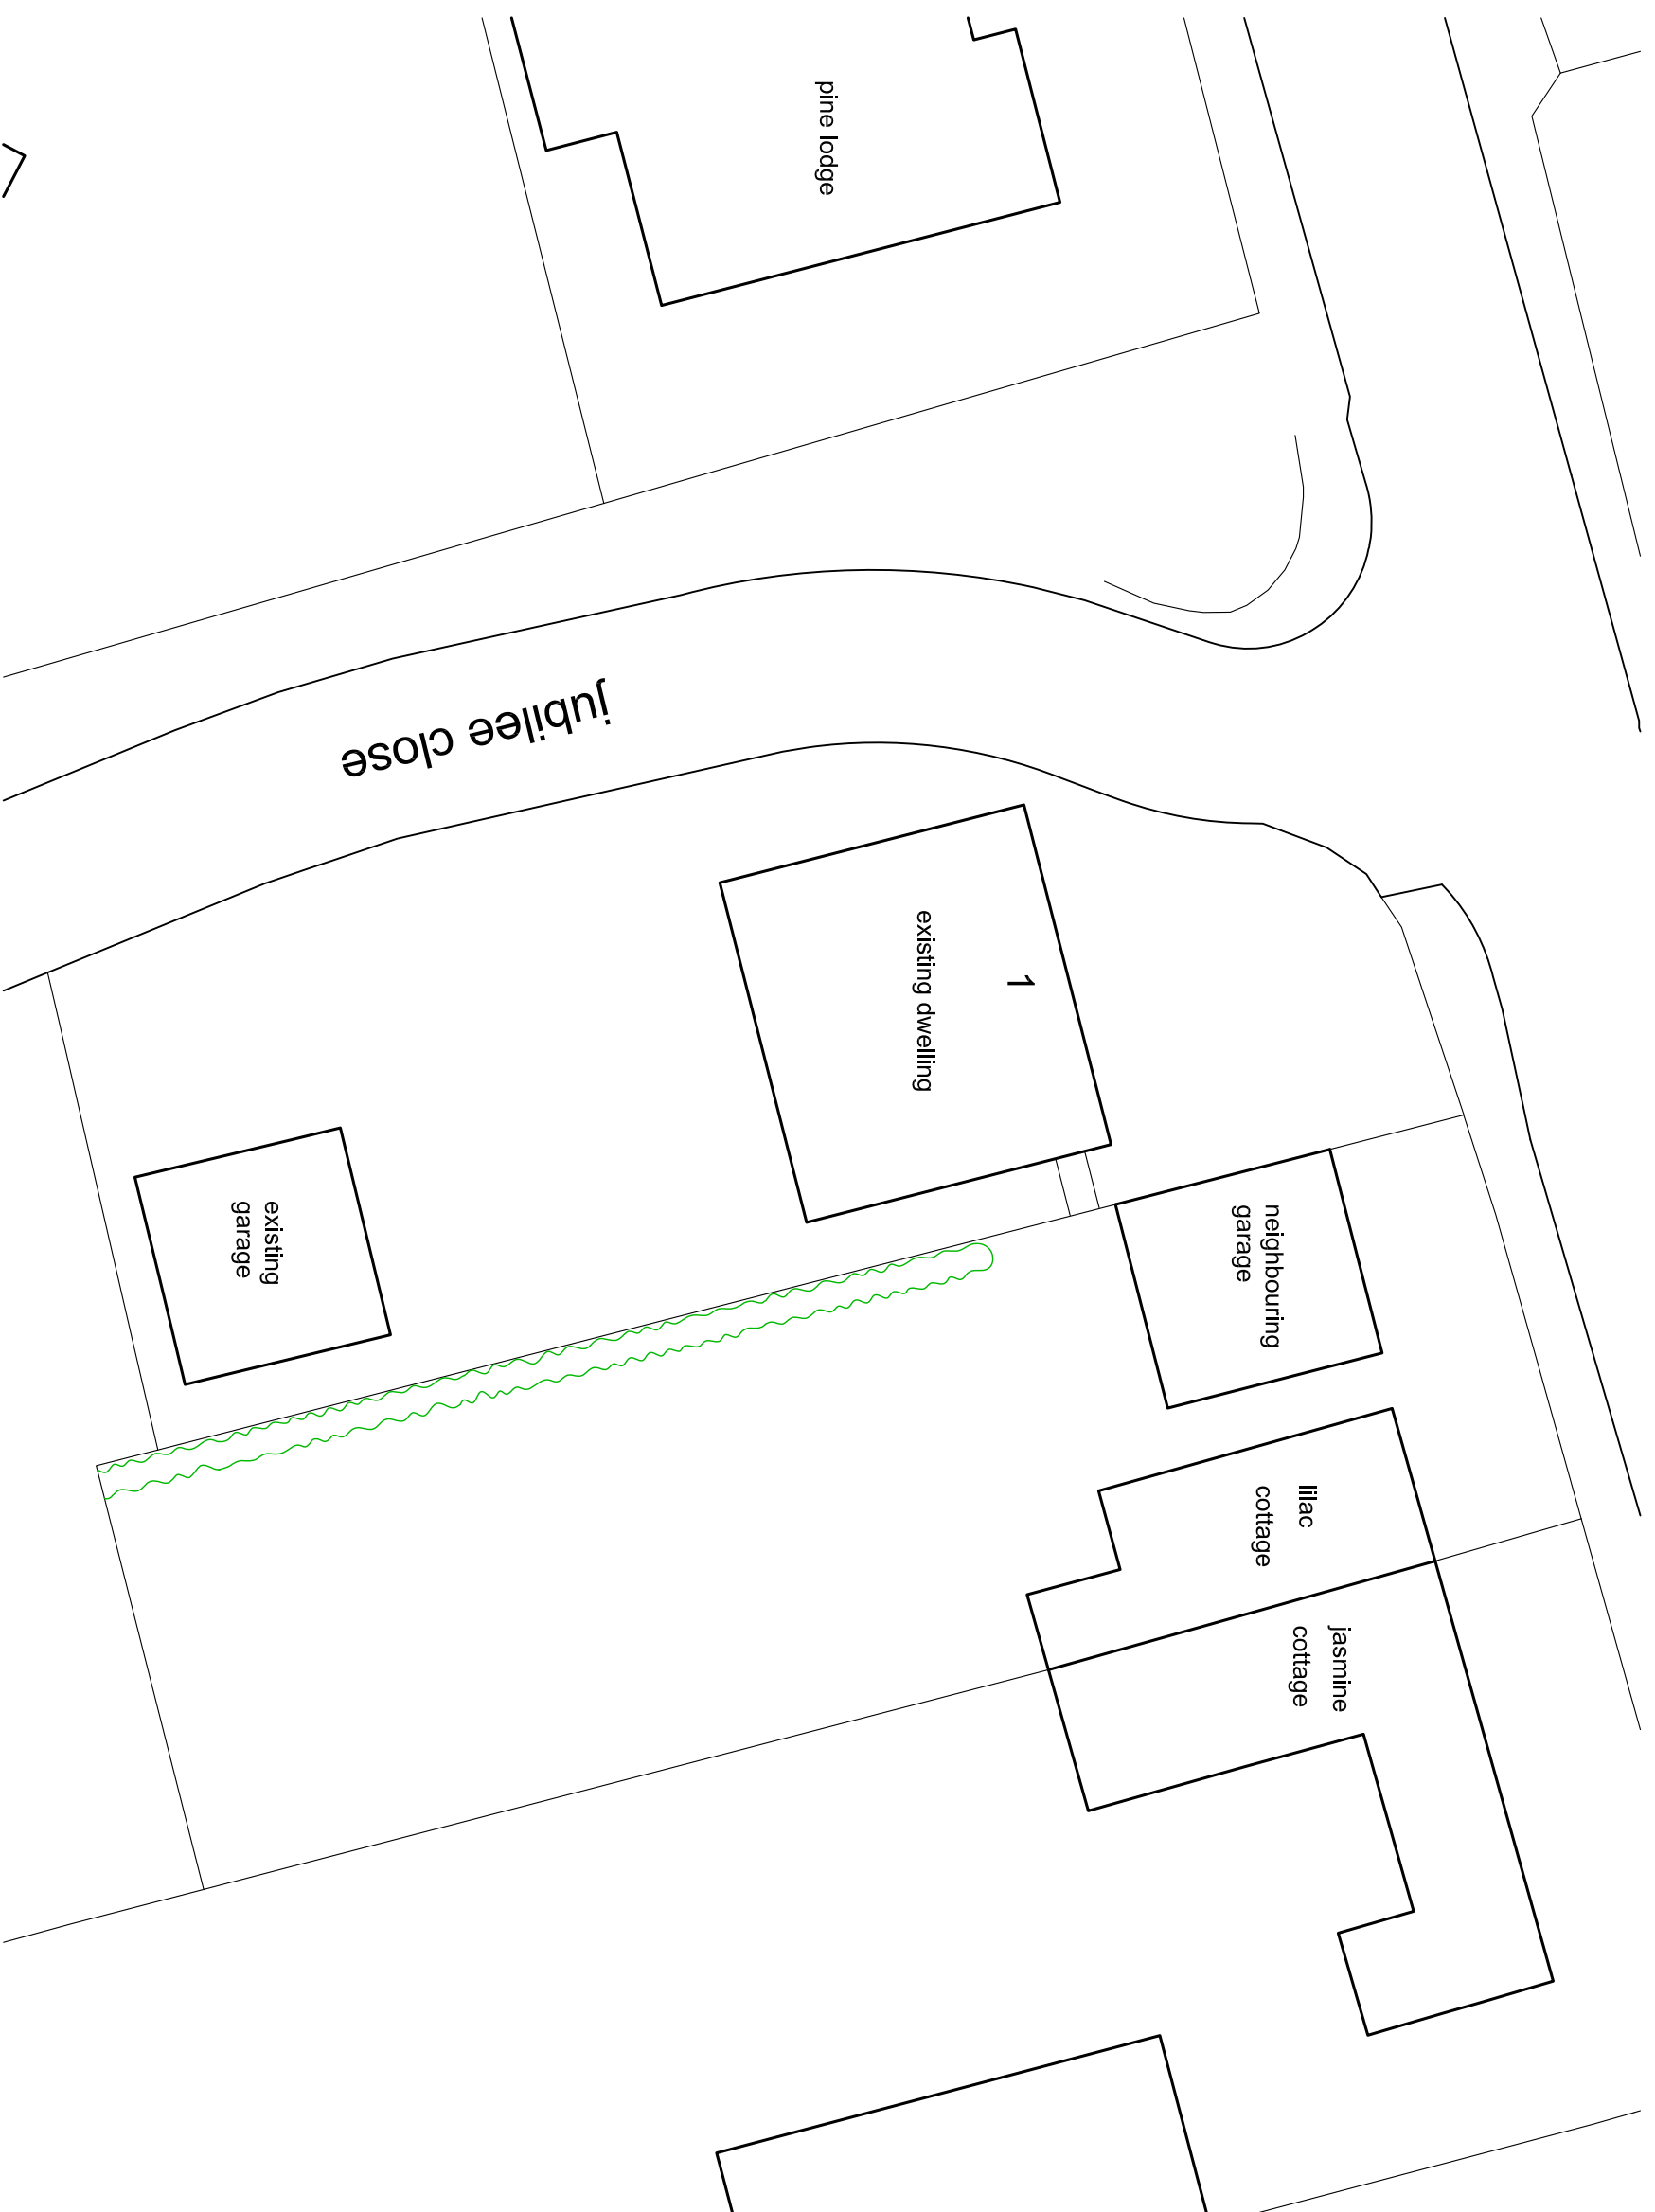 pine lodge
jubilee close
1
existing dwelling
existing
garage
neighbouring
garage
lilac
cottage
jasmine
cottage